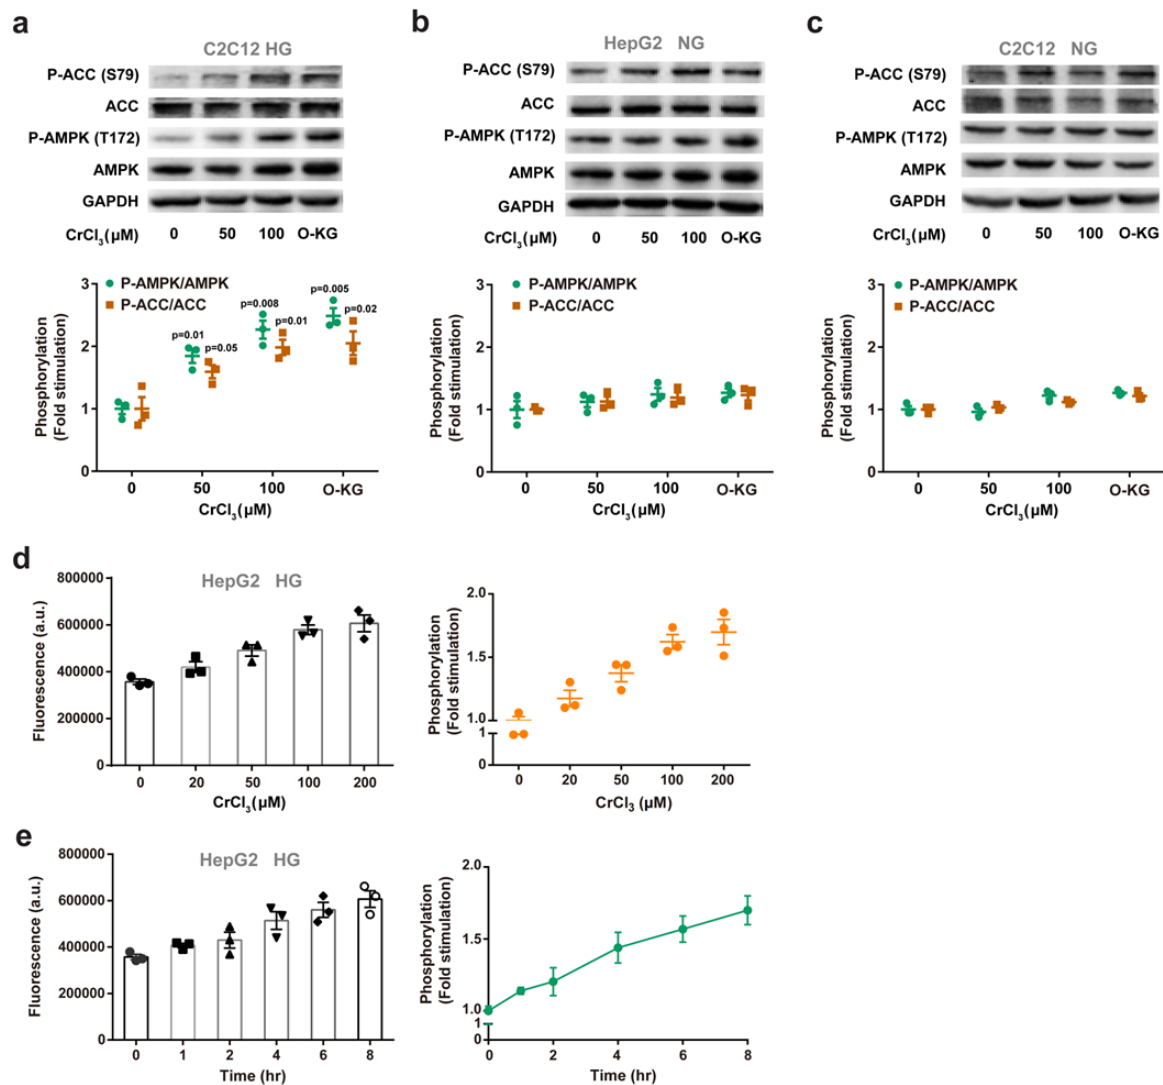 a
C2C12 HG
P-ACC (S79)
ACC
P-AMPK (T172)
AMPK
GAPDH
CrCl₃(µM) 0 50 100 O-KG
P-AMPK/AMPK
P-ACC/ACC
p=0.01
p=0.05
p=0.008
p=0.01
p=0.005
p=0.02
Phosphorylation
(Fold stimulation)
3
2
1
0
0 50 100 O-KG
CrCl₃(µM)
b
HepG2 NG
P-ACC (S79)
ACC
P-AMPK (T172)
AMPK
GAPDH
CrCl₃(µM) 0 50 100 O-KG
P-AMPK/AMPK
P-ACC/ACC
Phosphorylation
(Fold stimulation)
3
2
1
0
0 50 100 O-KG
CrCl₃(µM)
c
C2C12 NG
P-ACC (S79)
ACC
P-AMPK (T172)
AMPK
GAPDH
CrCl₃(µM) 0 50 100 O-KG
P-AMPK/AMPK
P-ACC/ACC
Phosphorylation
(Fold stimulation)
3
2
1
0
0 50 100 O-KG
CrCl₃(µM)
d
HepG2 HG
Fluorescence (a.u.)
800000
600000
400000
200000
0
0 20 50 100 200
CrCl₃(µM)
Phosphorylation
(Fold stimulation)
2.0
1.5
1.0
1
0
0 20 50 100 200
CrCl₃ (µM)
e
HepG2 HG
Fluorescence (a.u.)
800000
600000
400000
200000
0
0 1 2 4 6 8
Time (hr)
Phosphorylation
(Fold stimulation)
2.0
1.5
1.0
1
0
0 2 4 6 8
Time (hr)